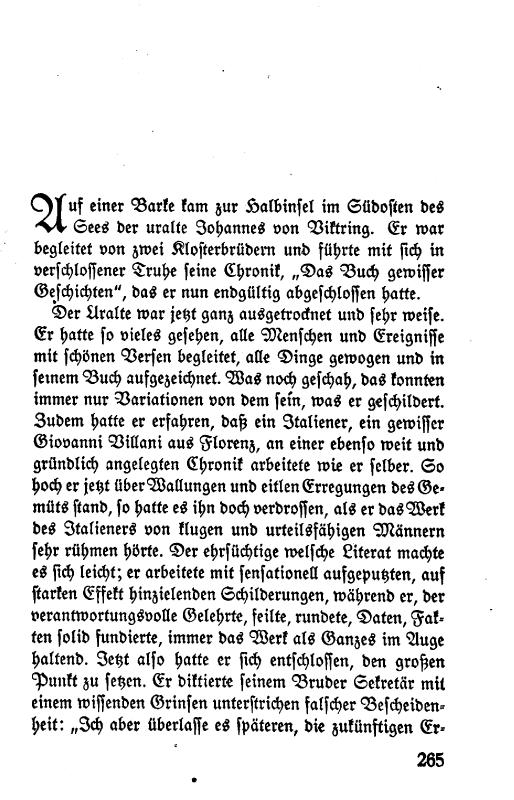 Auf einer Barke kam zur Halbinsel im Südosten des
Sees der uralte Johannes von Viktring. Er war
begleitet von zwei Klosterbrüdern und führte mit sich in
verschlossener Truhe seine Chronik, „Das Buch gewisser
Geschichten“, das er nun endgültig abgeschlossen hatte.
Der Uralte war jetzt ganz ausgetrocknet und sehr weise.
Er hatte so vieles gesehen, alle Menschen und Ereignisse
mit schönen Versen begleitet, alle Dinge gewogen und in
seinem Buch aufgezeichnet. Was noch geschah, das konnten
immer nur Variationen von dem sein, was er geschildert.
Zudem hatte er erfahren, daß ein Italiener, ein gewisser
Giovanni Villani aus Florenz, an einer ebenso weit und
gründlich angelegten Chronik arbeitete wie er selber. So
hoch er jetzt über Wallungen und eitlen Erregungen des Ge-
müts stand, so hatte es ihn doch verdrossen, als er das Werk
des Italieners von klugen und urteilsfähigen Männern
sehr rühmen hörte. Der ehrsüchtige welsche Literat machte
es sich leicht; er arbeitete mit sensationell aufgeputzten, auf
starken Effekt hinzielenden Schilderungen, während er, der
verantwortungsvolle Gelehrte, feilte, rundete, Daten, Fak-
ten solid fundierte, immer das Werk als Ganzes im Auge
haltend. Jetzt also hatte er sich entschlossen, den großen
Punkt zu setzen. Er diktierte seinem Bruder Sekretär mit
einem wissenden Grinsen unterstrichen falscher Bescheiden-
heit: „Ich aber überlasse es späteren, die zukünftigen Er-
265